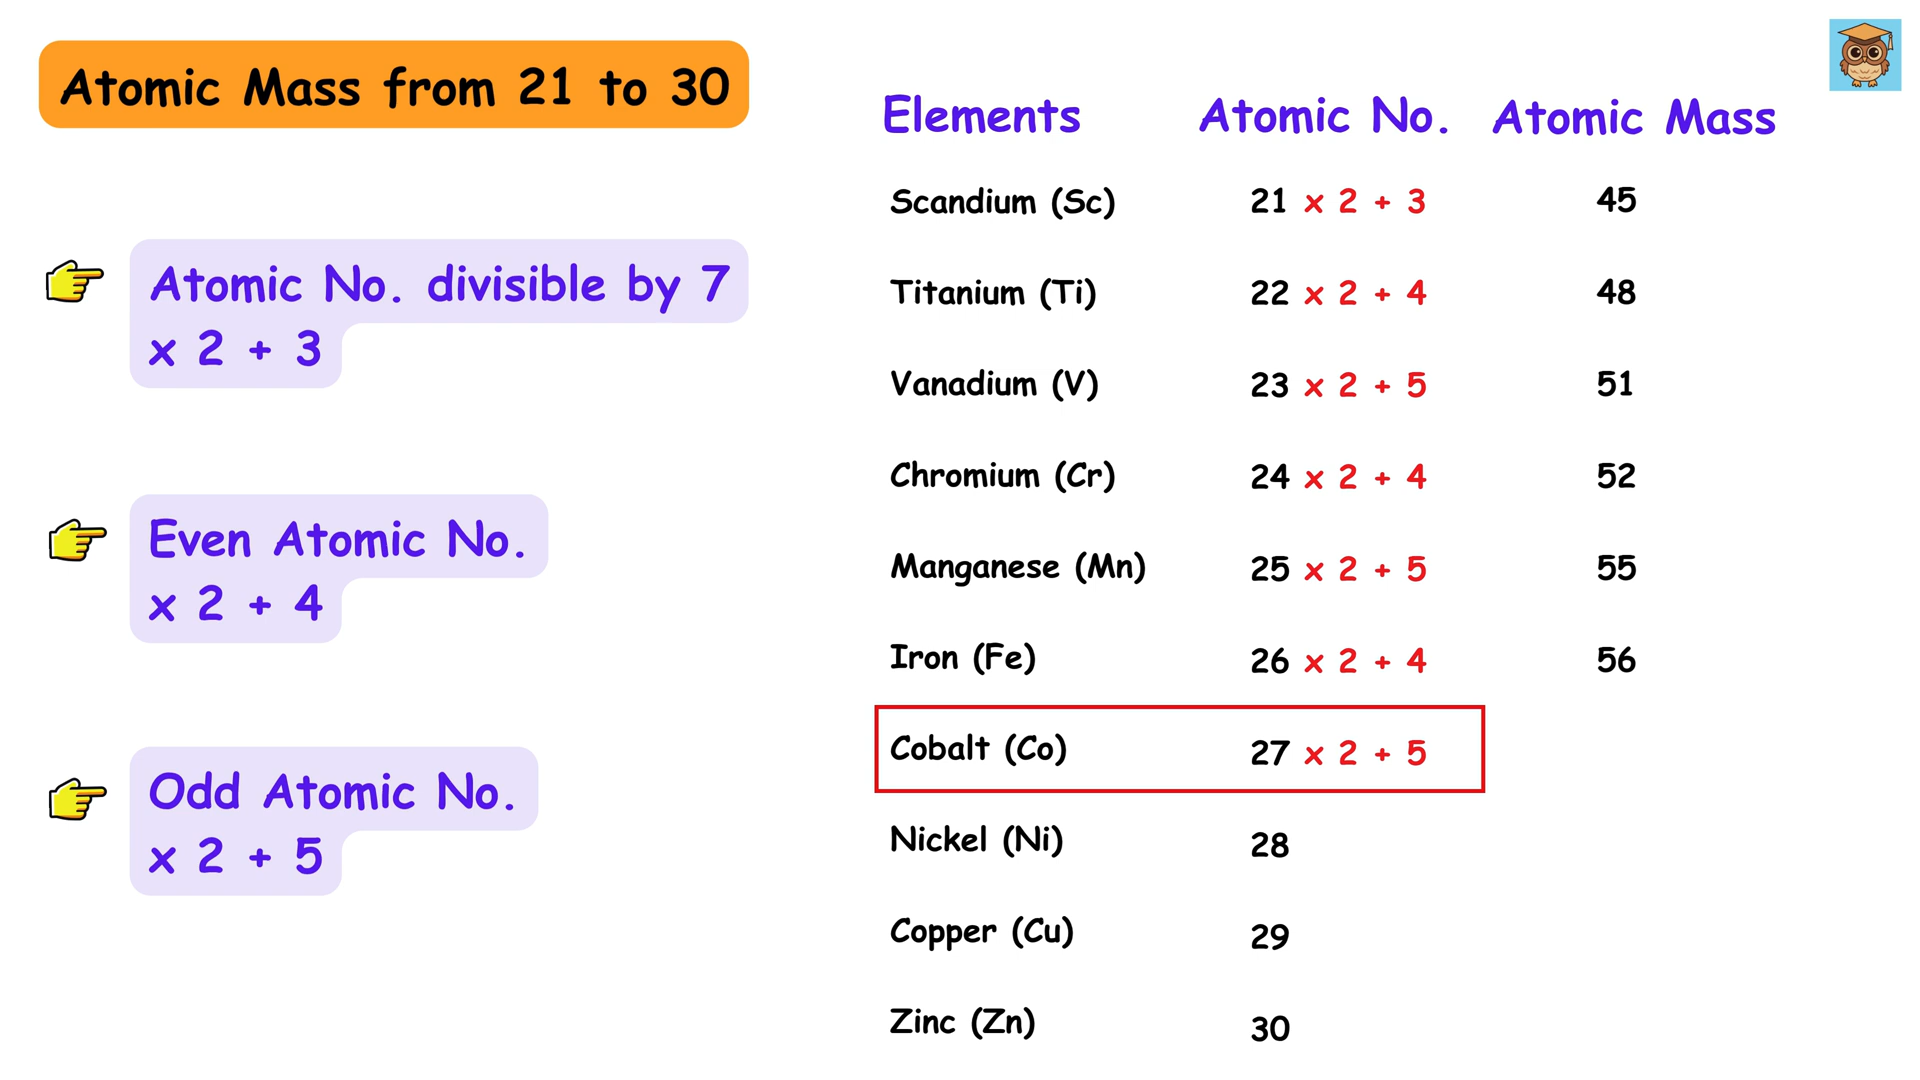 Atomic Mass from 21 to 30
Atomic No. divisible by 7
x 2 + 3
Even Atomic No.
x 2 + 4
Odd Atomic No.
x 2 + 5
Elements Atomic No. Atomic Mass
Scandium (Sc) 21 x 2 + 3 45
Titanium (Ti) 22 x 2 + 4 48
Vanadium (V) 23 x 2 + 5 51
Chromium (Cr) 24 x 2 + 4 52
Manganese (Mn) 25 x 2 + 5 55
Iron (Fe) 26 x 2 + 4 56
Cobalt (Co) 27 x 2 + 5
Nickel (Ni) 28
Copper (Cu) 29
Zinc (Zn) 30